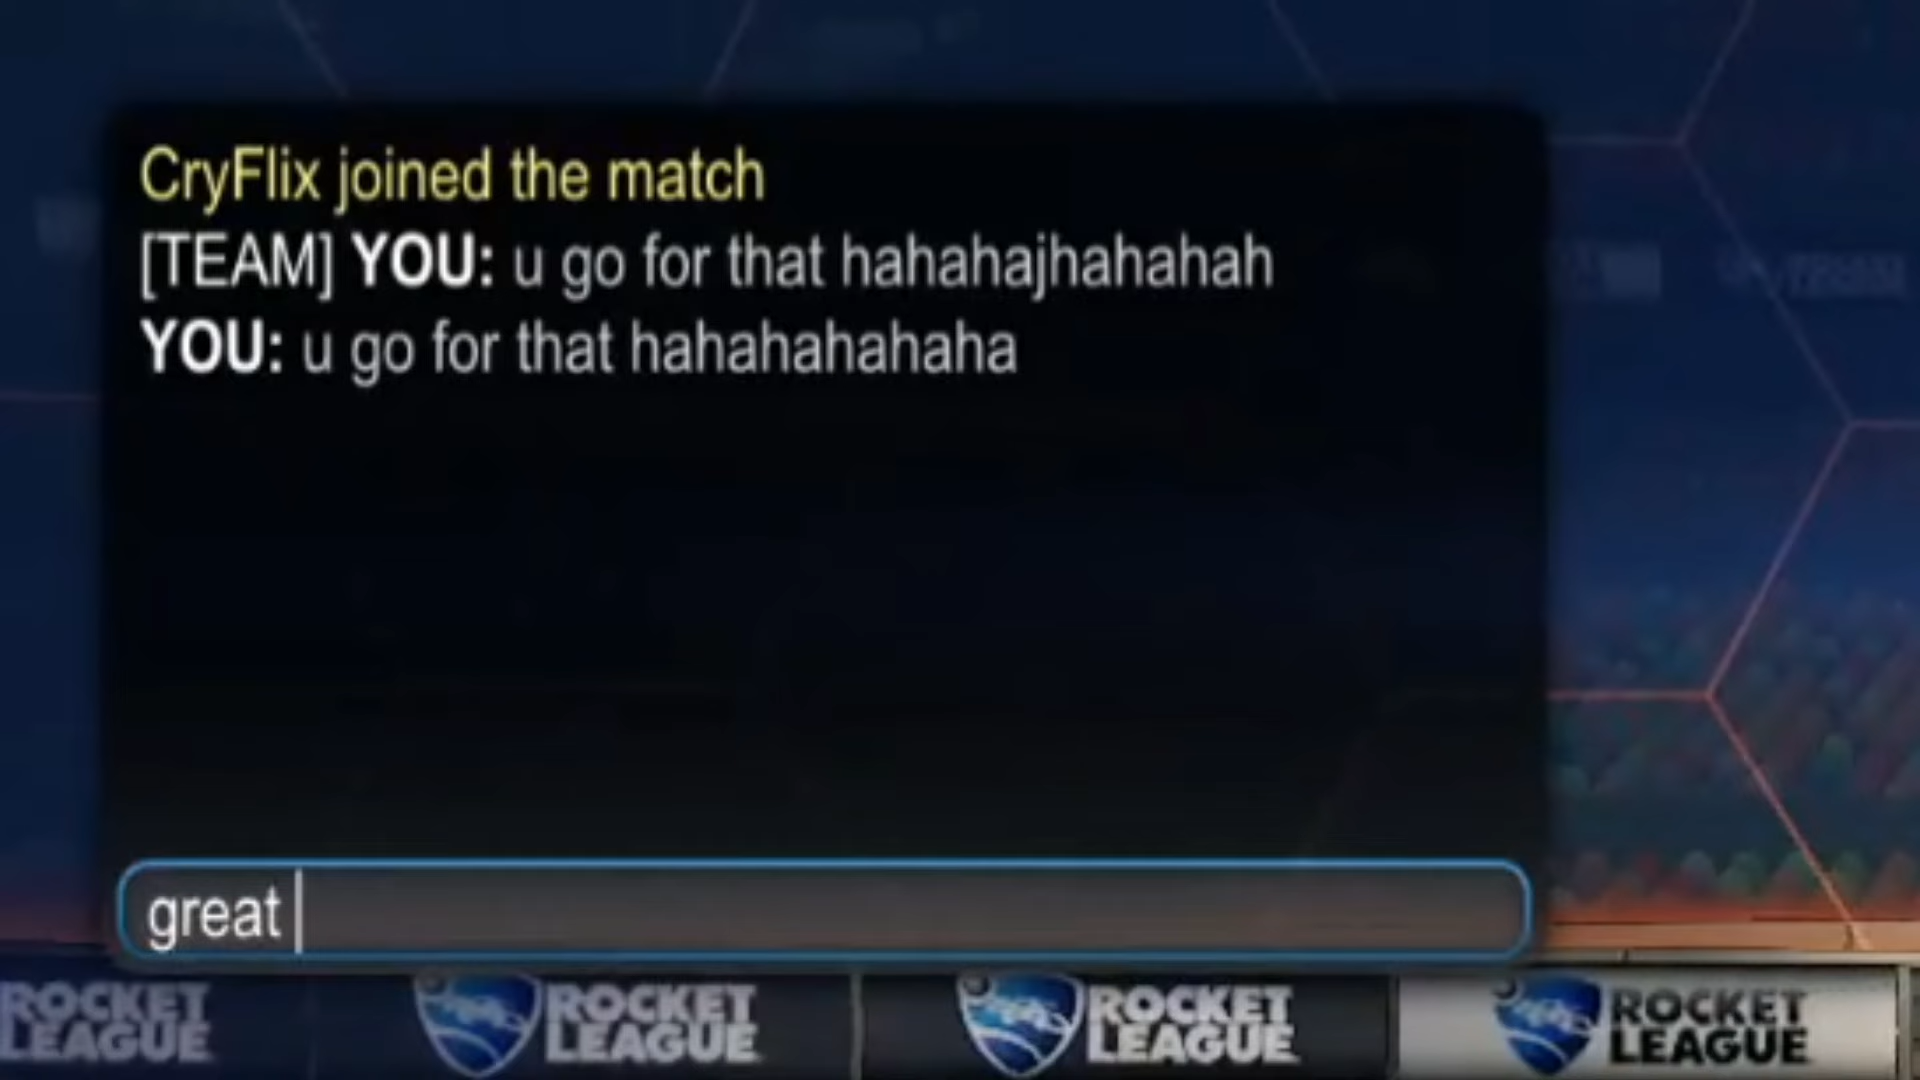 CryFlix joined the match
[TEAM] YOU: u go for that hahahajhahahah
YOU: u go for that hahahahahaha
great
ROCKET
LEAGUE
ROCKET
LEAGUE
ROCKET
LEAGUE
ROCKET
LEAGUE